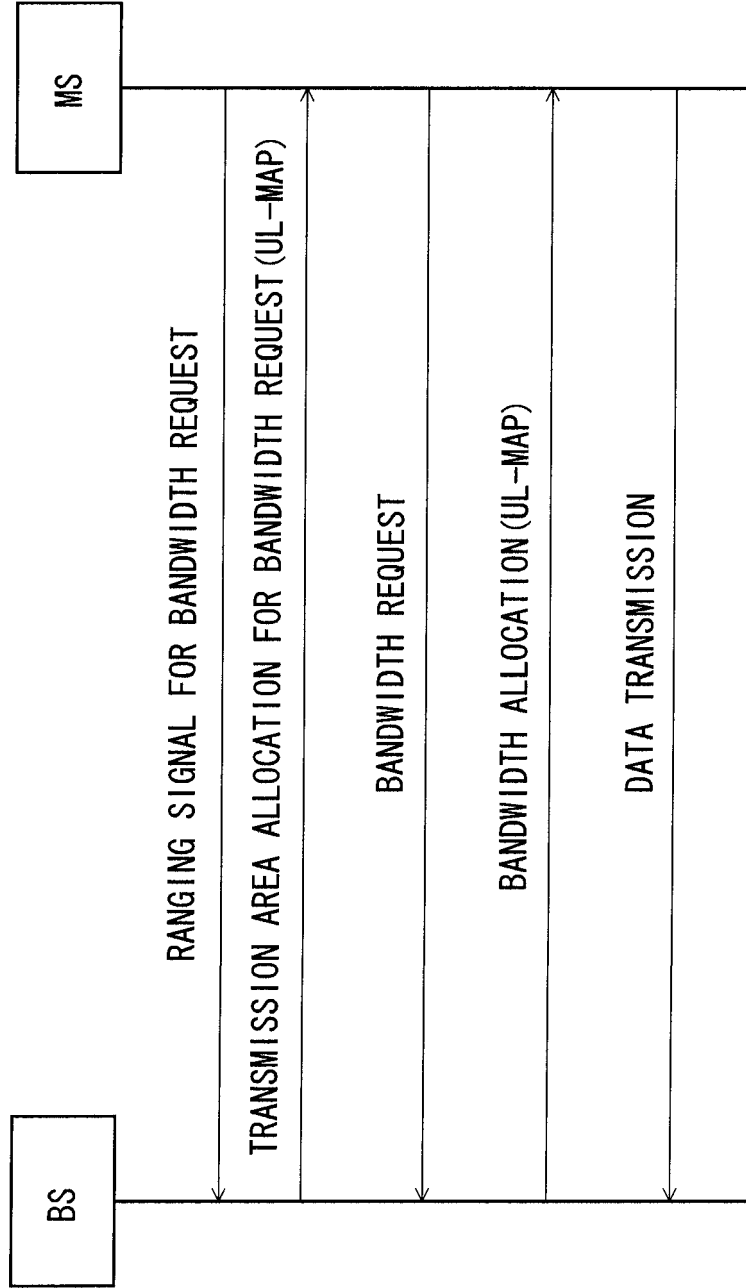 BS
MS
RANGING SIGNAL FOR BANDWIDTH REQUEST
TRANSMISSION AREA ALLOCATION FOR BANDWIDTH REQUEST(UL-MAP)
BANDWIDTH REQUEST
BANDWIDTH ALLOCATION(UL-MAP)
DATA TRANSMISSION